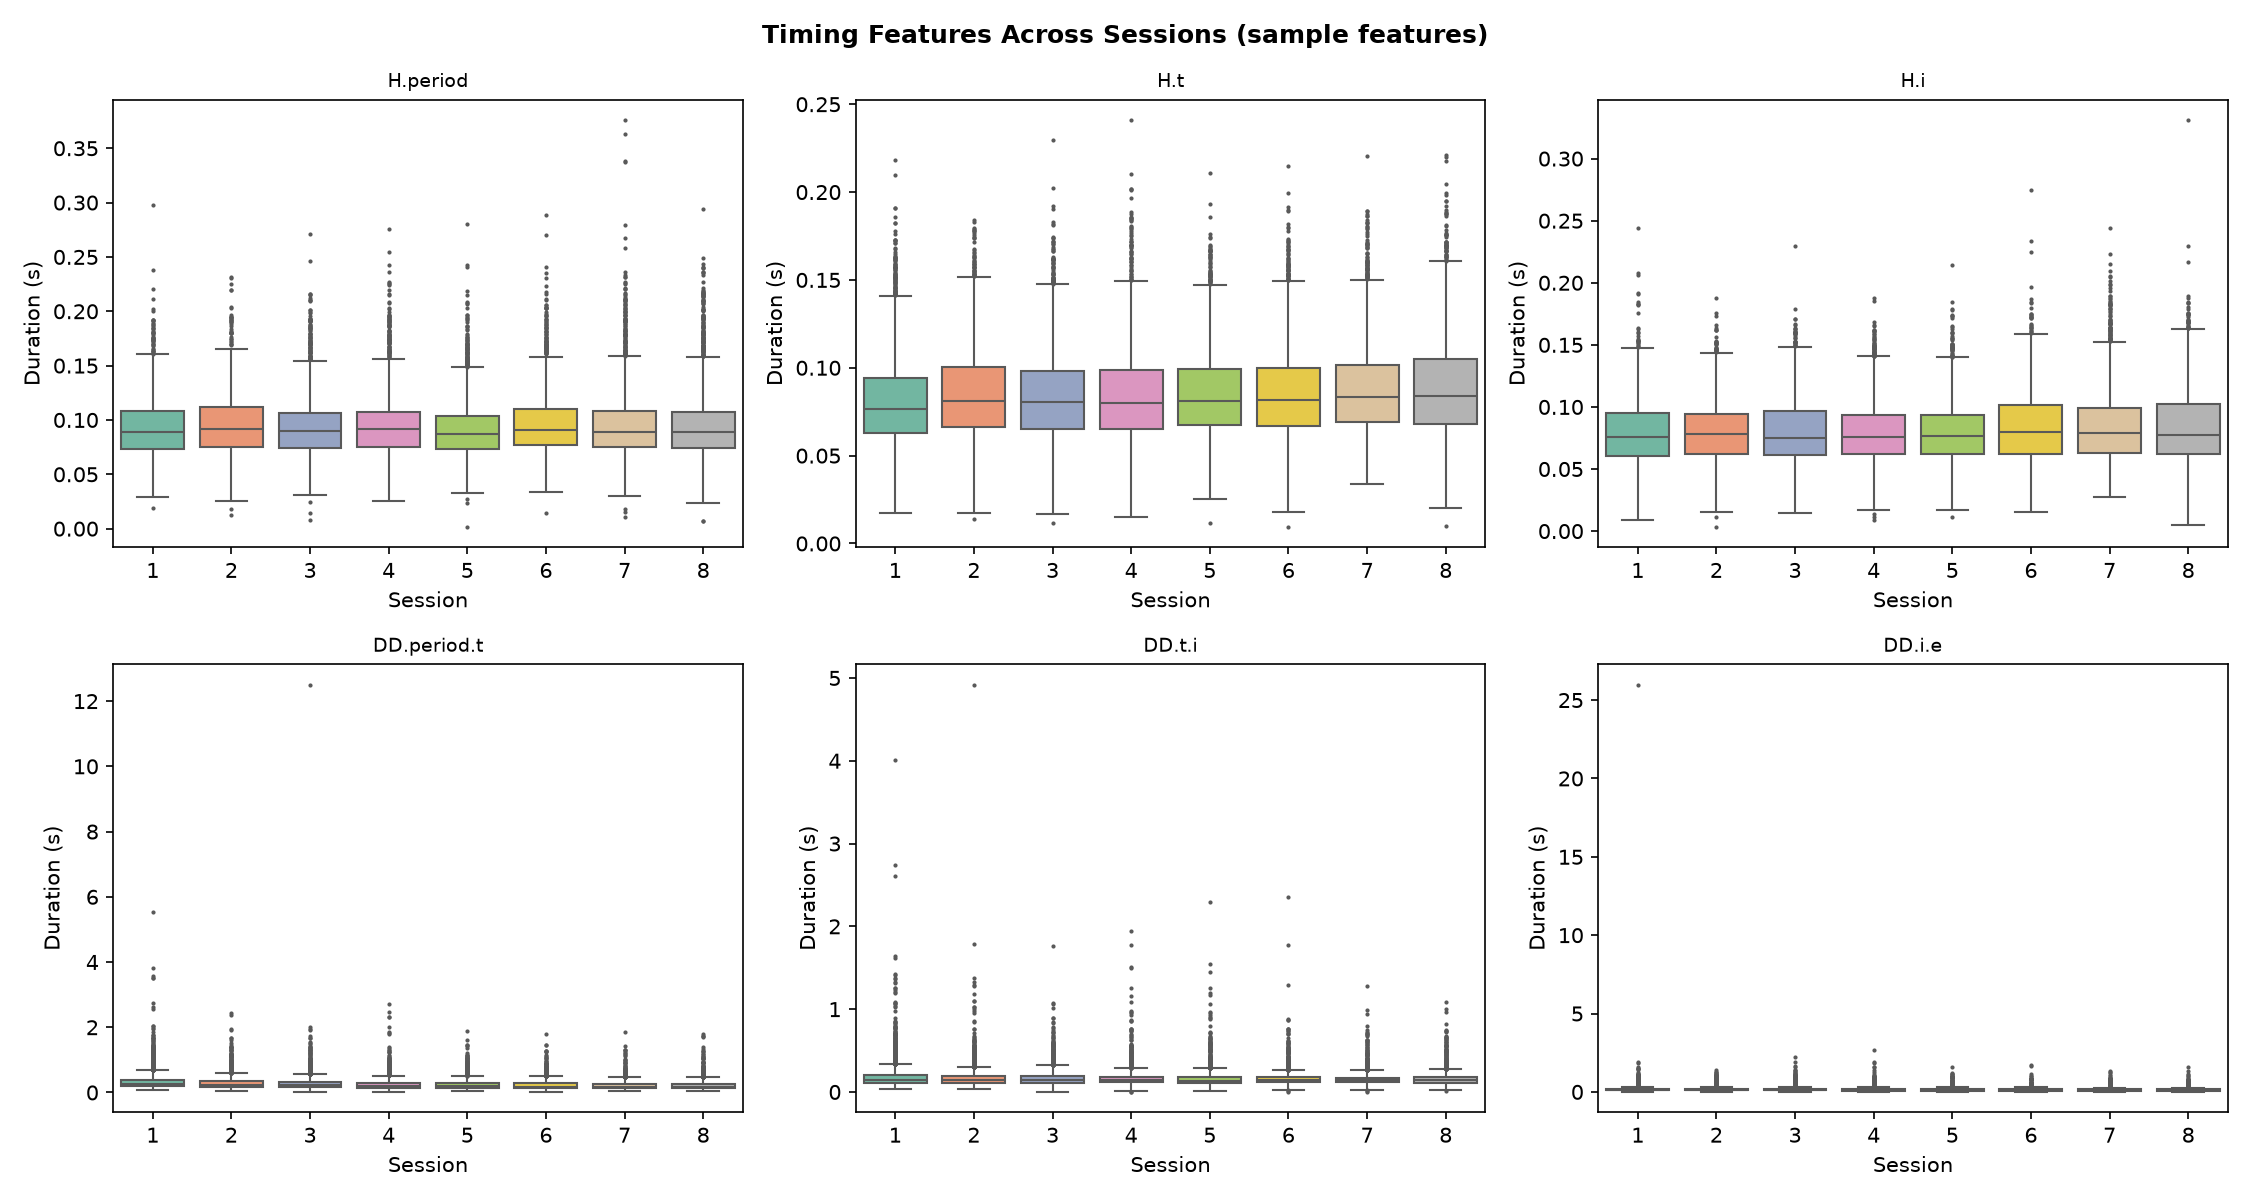 Timing Features Across Sessions (sample features)
H.period
H.t
H.i
Duration (s)
0.35
0.30
0.25
0.20
0.15
0.10
0.05
0.00
1 2 3 4 5 6 7 8
Session
Duration (s)
0.25
0.20
0.15
0.10
0.05
0.00
1 2 3 4 5 6 7 8
Session
Duration (s)
0.30
0.25
0.20
0.15
0.10
0.05
0.00
1 2 3 4 5 6 7 8
Session
DD.period.t
DD.t.i
DD.i.e
Duration (s)
12
10
8
6
4
2
0
1 2 3 4 5 6 7 8
Session
Duration (s)
5
4
3
2
1
0
1 2 3 4 5 6 7 8
Session
Duration (s)
25
20
15
10
5
0
1 2 3 4 5 6 7 8
Session